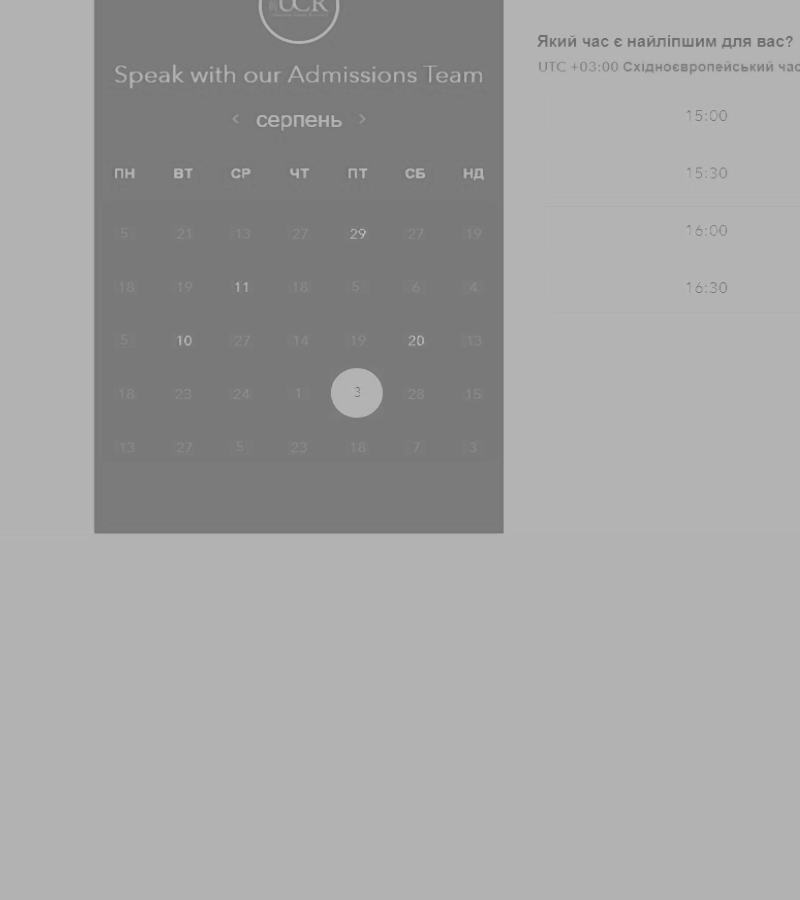 UCR
Speak with our Admissions Team
< серпень >
ПН ВТ СР ЧТ ПТ СБ НД
5 21 13 27 29 27 19
18 19 11 18 5 6 4
5 10 27 14 19 20 13
18 23 24 1 3 28 15
13 27 5 23 18 7 3
Який час є найліпшим для вас?
UTC +03:00 Східноєвропейський час
15:00
15:30
16:00
16:30